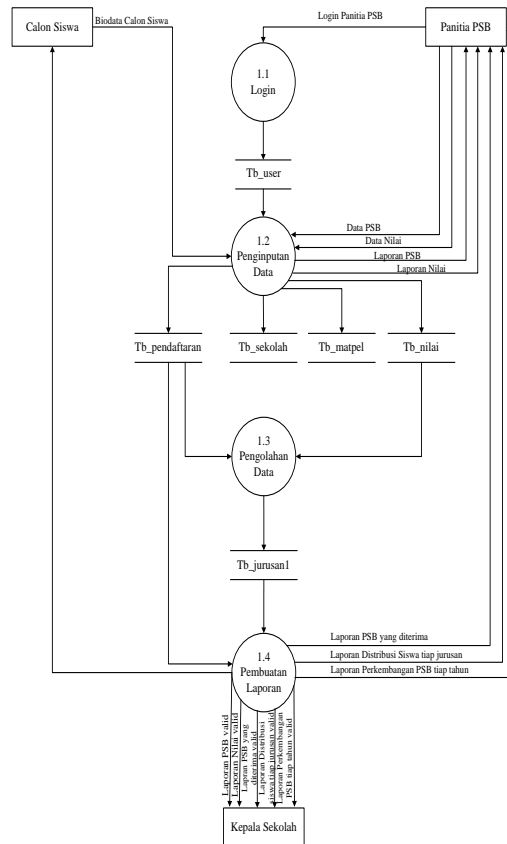 Calon Siswa
Biodata Calon Siswa
Login Panitia PSB
Panitia PSB
1.1
Login
Tb_user
1.2
Penginputan
Data
Data PSB
Data Nilai
Laporan PSB
Laporan Nilai
Tb_pendaftaran
Tb_sekolah
Tb_matpel
Tb_nilai
1.3
Pengolahan
Data
Tb_jurusan1
1.4
Pembuatan
Laporan
Laporan PSB yang diterima
Laporan Distribusi Siswa tiap jurusan
Laporan Perkembangan PSB tiap tahun
Laporan PSB valid
Laporan Nilai valid
Lapran PSB yang
diterima valid
Laporan Distribusi
siswa tiap jurusan valid
Laporan Perkembangan
PSB tiap tahun valid
Kepala Sekolah